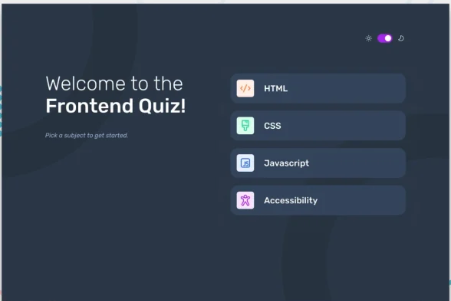 Welcome to the
Frontend Quiz!
Pick a subject to get started.
HTML
CSS
Javascript
Accessibility